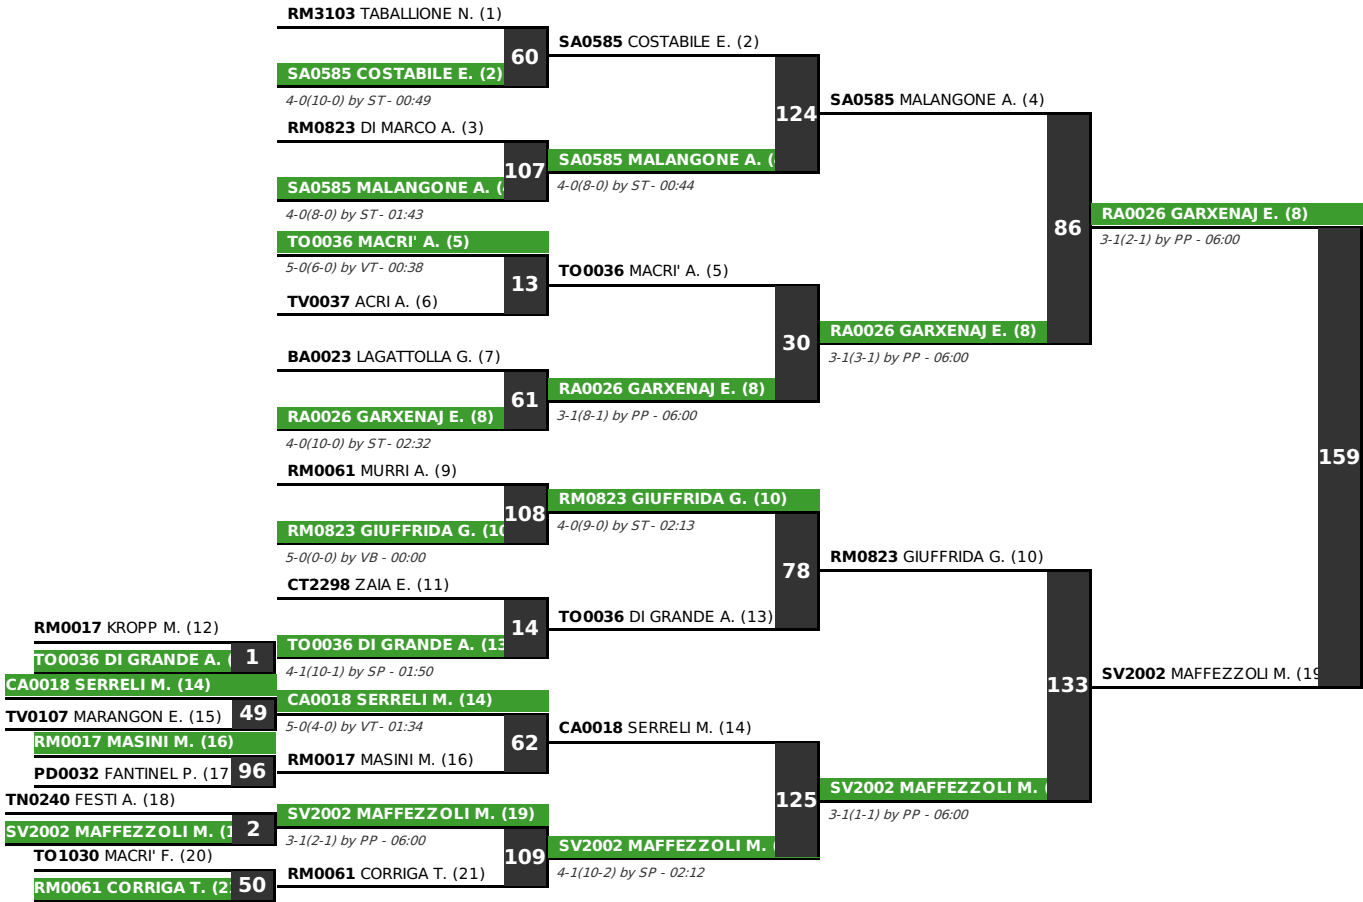 RM3103 TABALLIONE N. (1)
60
SA0585 COSTABILE E. (2)
4-0(10-0) by ST - 00:49
RM0823 DI MARCO A. (3)
107
SA0585 MALANGONE A. (
4-0(8-0) by ST - 01:43
TO0036 MACRI' A. (5)
5-0(6-0) by VT - 00:38
13
TV0037 ACRI A. (6)
BA0023 LAGATTOLLA G. (7)
61
RA0026 GARXENAJ E. (8)
4-0(10-0) by ST - 02:32
RM0061 MURRI A. (9)
108
RM0823 GIUFFRIDA G. (10
5-0(0-0) by VB - 00:00
CT2298 ZAIA E. (11)
14
TO0036 DI GRANDE A. (13
4-1(10-1) by SP - 01:50
CA0018 SERRELI M. (14)
5-0(4-0) by VT - 01:34
62
RM0017 MASINI M. (16)
SV2002 MAFFEZZOLI M. (19)
3-1(2-1) by PP - 06:00
109
RM0061 CORRIGA T. (21)
RM0017 KROPP M. (12)
1
TO0036 DI GRANDE A. (
CA0018 SERRELI M. (14)
49
TV0107 MARANGON E. (15)
RM0017 MASINI M. (16)
96
PD0032 FANTINEL P. (17
TN0240 FESTI A. (18)
2
SV2002 MAFFEZZOLI M. (1
TO1030 MACRI' F. (20)
50
RM0061 CORRIGA T. (2
SA0585 COSTABILE E. (2)
124
SA0585 MALANGONE A. (
4-0(8-0) by ST - 00:44
TO0036 MACRI' A. (5)
30
RA0026 GARXENAJ E. (8)
3-1(8-1) by PP - 06:00
RM0823 GIUFFRIDA G. (10)
4-0(9-0) by ST - 02:13
78
TO0036 DI GRANDE A. (13)
CA0018 SERRELI M. (14)
125
SV2002 MAFFEZZOLI M. (
4-1(10-2) by SP - 02:12
SA0585 MALANGONE A. (4)
86
RA0026 GARXENAJ E. (8)
3-1(3-1) by PP - 06:00
RM0823 GIUFFRIDA G. (10)
133
SV2002 MAFFEZZOLI M. (
3-1(1-1) by PP - 06:00
RA0026 GARXENAJ E. (8)
3-1(2-1) by PP - 06:00
159
SV2002 MAFFEZZOLI M. (19